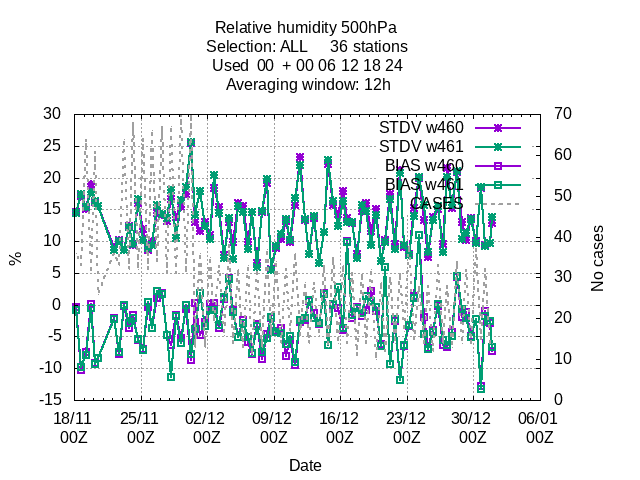 Relative humidity 500hPa
Selection: ALL 36 stations
Used 00 + 00 06 12 18 24
Averaging window: 12h
30 70
25 60
20 50
15 40
10
5 30
0 20
-5
-10 10
-15 0
%
No cases
STDV w460
STDV w461
BIAS w460
BIAS w461
CASES
18/11 25/11 02/12 09/12 16/12 23/12 30/12 06/01
00Z 00Z 00Z 00Z 00Z 00Z 00Z 00Z
Date